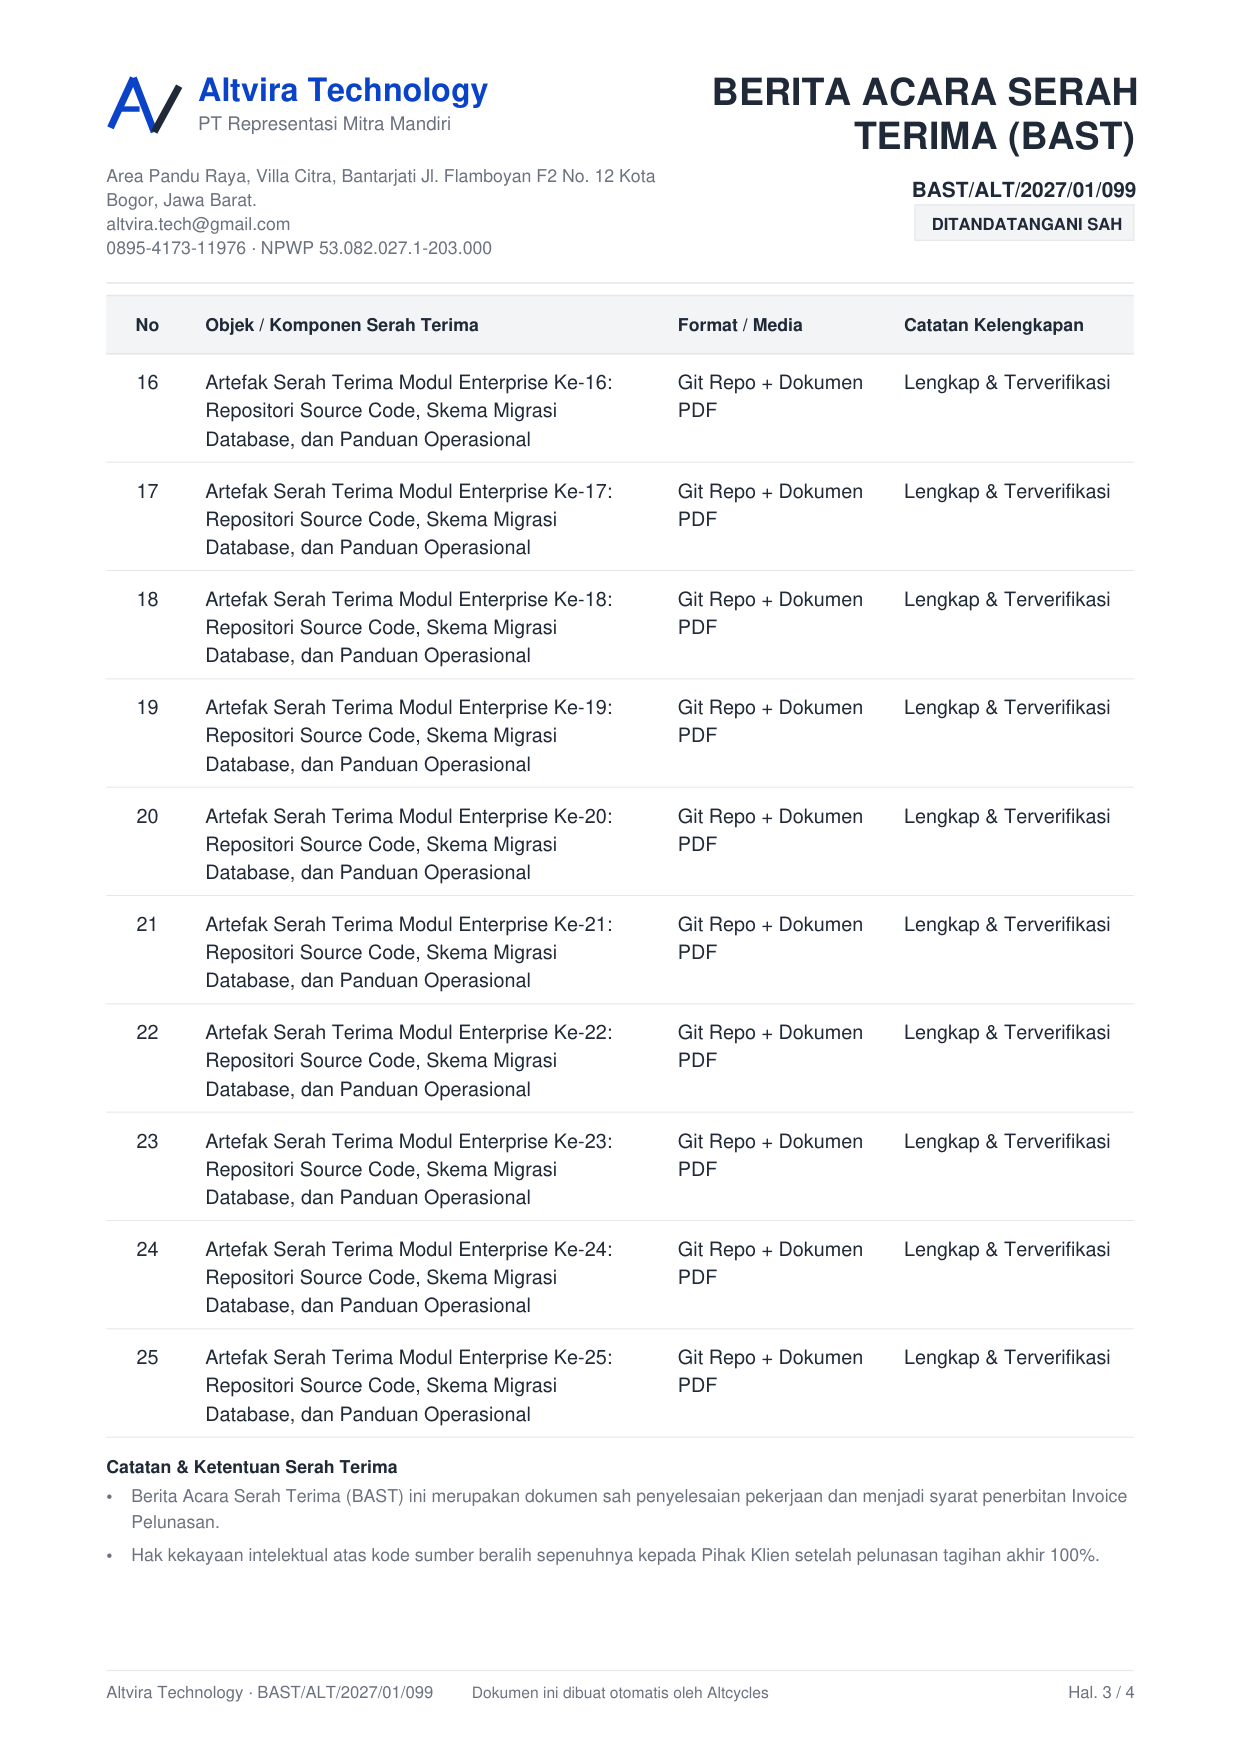 Altvira Technology
PT Representasi Mitra Mandiri
Area Pandu Raya, Villa Citra, Bantarjati Jl. Flamboyan F2 No. 12 Kota
Bogor, Jawa Barat.
altvira.tech@gmail.com
0895-4173-11976 · NPWP 53.082.027.1-203.000
BERITA ACARA SERAH
TERIMA (BAST)
BAST/ALT/2027/01/099
DITANDATANGANI SAH
No Objek / Komponen Serah Terima Format / Media Catatan Kelengkapan
16 Artefak Serah Terima Modul Enterprise Ke-16: Git Repo + Dokumen Lengkap & Terverifikasi
Repositori Source Code, Skema Migrasi PDF
Database, dan Panduan Operasional
17 Artefak Serah Terima Modul Enterprise Ke-17: Git Repo + Dokumen Lengkap & Terverifikasi
Repositori Source Code, Skema Migrasi PDF
Database, dan Panduan Operasional
18 Artefak Serah Terima Modul Enterprise Ke-18: Git Repo + Dokumen Lengkap & Terverifikasi
Repositori Source Code, Skema Migrasi PDF
Database, dan Panduan Operasional
19 Artefak Serah Terima Modul Enterprise Ke-19: Git Repo + Dokumen Lengkap & Terverifikasi
Repositori Source Code, Skema Migrasi PDF
Database, dan Panduan Operasional
20 Artefak Serah Terima Modul Enterprise Ke-20: Git Repo + Dokumen Lengkap & Terverifikasi
Repositori Source Code, Skema Migrasi PDF
Database, dan Panduan Operasional
21 Artefak Serah Terima Modul Enterprise Ke-21: Git Repo + Dokumen Lengkap & Terverifikasi
Repositori Source Code, Skema Migrasi PDF
Database, dan Panduan Operasional
22 Artefak Serah Terima Modul Enterprise Ke-22: Git Repo + Dokumen Lengkap & Terverifikasi
Repositori Source Code, Skema Migrasi PDF
Database, dan Panduan Operasional
23 Artefak Serah Terima Modul Enterprise Ke-23: Git Repo + Dokumen Lengkap & Terverifikasi
Repositori Source Code, Skema Migrasi PDF
Database, dan Panduan Operasional
24 Artefak Serah Terima Modul Enterprise Ke-24: Git Repo + Dokumen Lengkap & Terverifikasi
Repositori Source Code, Skema Migrasi PDF
Database, dan Panduan Operasional
25 Artefak Serah Terima Modul Enterprise Ke-25: Git Repo + Dokumen Lengkap & Terverifikasi
Repositori Source Code, Skema Migrasi PDF
Database, dan Panduan Operasional
Catatan & Ketentuan Serah Terima
• Berita Acara Serah Terima (BAST) ini merupakan dokumen sah penyelesaian pekerjaan dan menjadi syarat penerbitan Invoice
Pelunasan.
• Hak kekayaan intelektual atas kode sumber beralih sepenuhnya kepada Pihak Klien setelah pelunasan tagihan akhir 100%.
Altvira Technology · BAST/ALT/2027/01/099 Dokumen ini dibuat otomatis oleh Altcycles Hal. 3 / 4